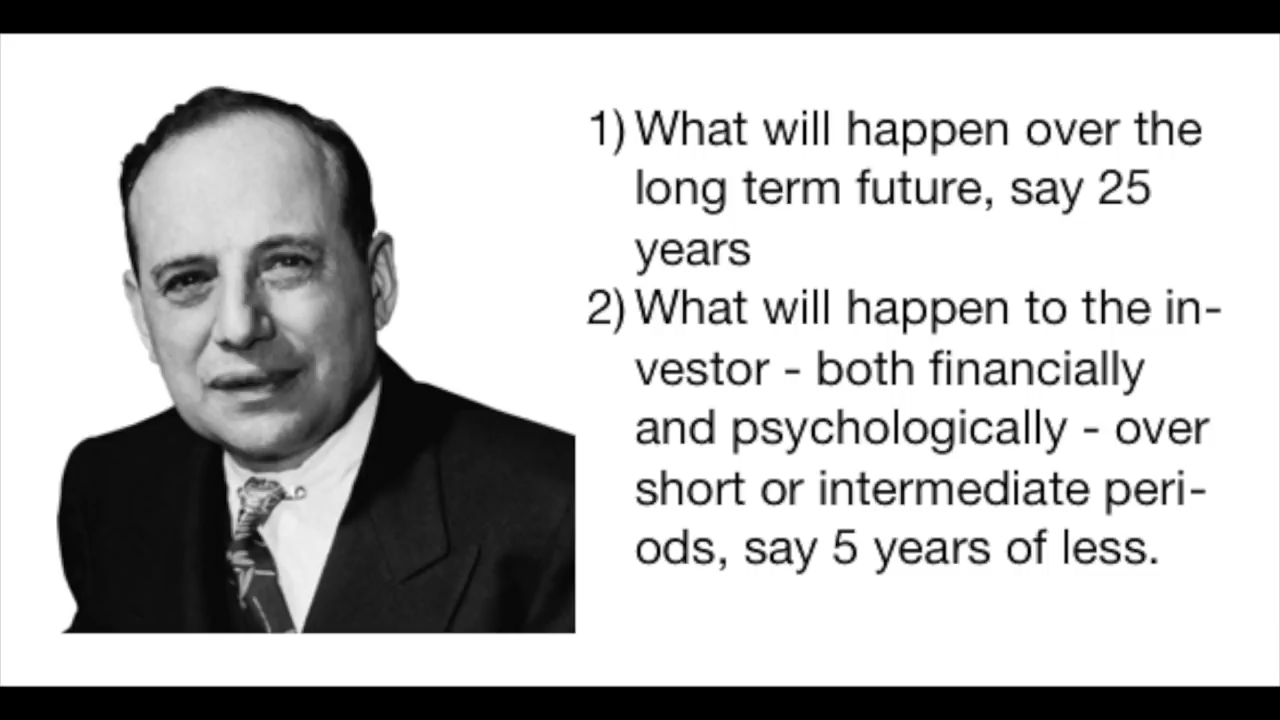 1) What will happen over the
long term future, say 25
years
2) What will happen to the in-
vestor - both financially
and psychologically - over
short or intermediate peri-
ods, say 5 years of less.